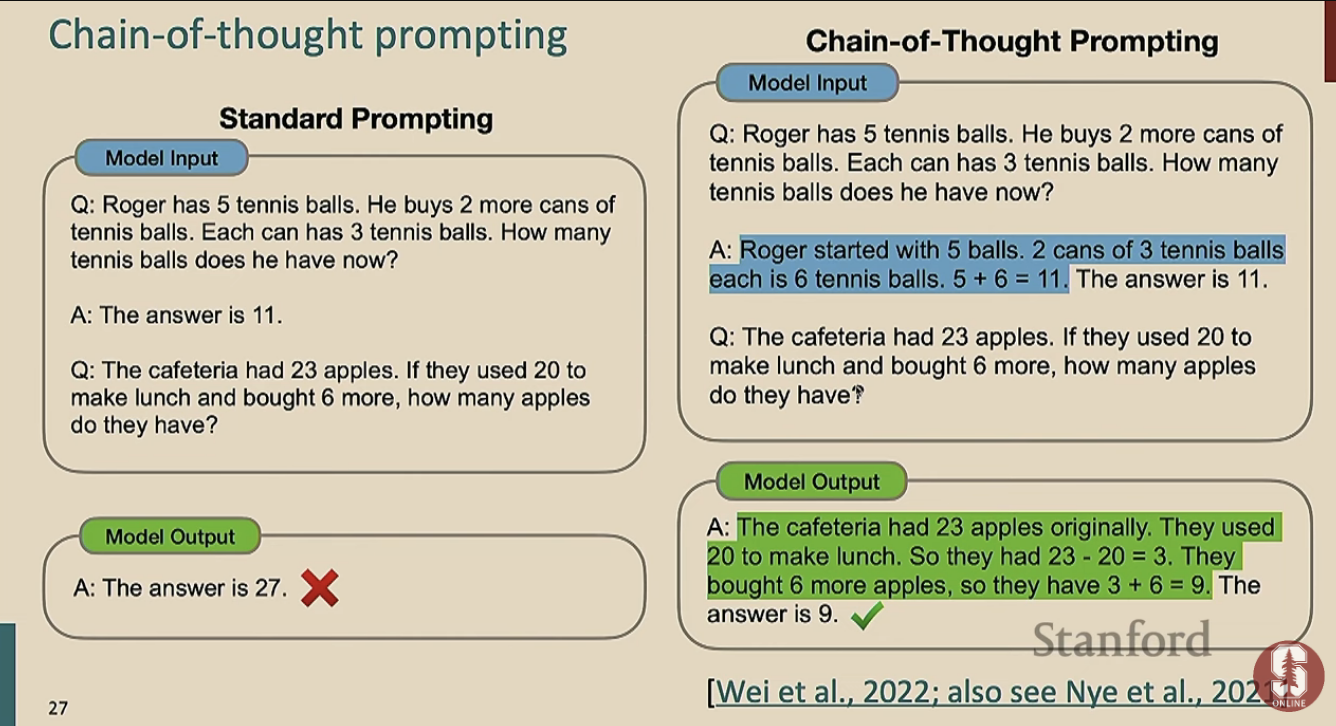 Chain-of-thought prompting
Standard Prompting
Model Input
Q: Roger has 5 tennis balls. He buys 2 more cans of
tennis balls. Each can has 3 tennis balls. How many
tennis balls does he have now?
A: The answer is 11.
Q: The cafeteria had 23 apples. If they used 20 to
make lunch and bought 6 more, how many apples
do they have?
Model Output
A: The answer is 27.
Chain-of-Thought Prompting
Model Input
Q: Roger has 5 tennis balls. He buys 2 more cans of
tennis balls. Each can has 3 tennis balls. How many
tennis balls does he have now?
A: Roger started with 5 balls. 2 cans of 3 tennis balls
each is 6 tennis balls. 5 + 6 = 11. The answer is 11.
Q: The cafeteria had 23 apples. If they used 20 to
make lunch and bought 6 more, how many apples
do they have?
Model Output
A: The cafeteria had 23 apples originally. They used
20 to make lunch. So they had 23 - 20 = 3. They
bought 6 more apples, so they have 3 + 6 = 9. The
answer is 9.
Stanford
[Wei et al., 2022; also see Nye et al., 2021]
S
ONLINE
27